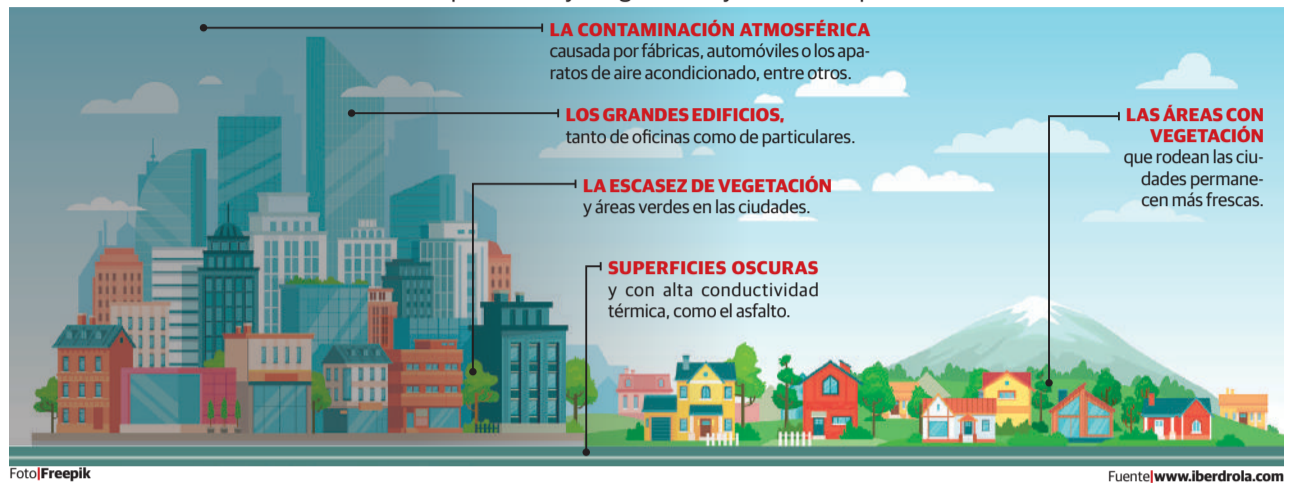 LA CONTAMINACIÓN ATMOSFÉRICA
causada por fábricas, automóviles o los apa-
ratos de aire acondicionado, entre otros.
LOS GRANDES EDIFICIOS,
tanto de oficinas como de particulares.
LA ESCASEZ DE VEGETACIÓN
y áreas verdes en las ciudades.
SUPERFICIES OSCURAS
y con alta conductividad
térmica, como el asfalto.
LAS ÁREAS CON
VEGETACIÓN
que rodean las ciu-
dades permane-
cen más frescas.
Foto|Freepik
Fuente|www.iberdrola.com